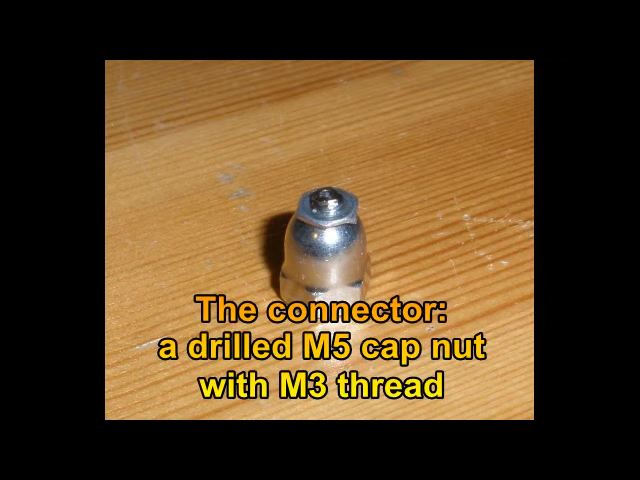 The connector:
a drilled M5 cap nut
with M3 thread